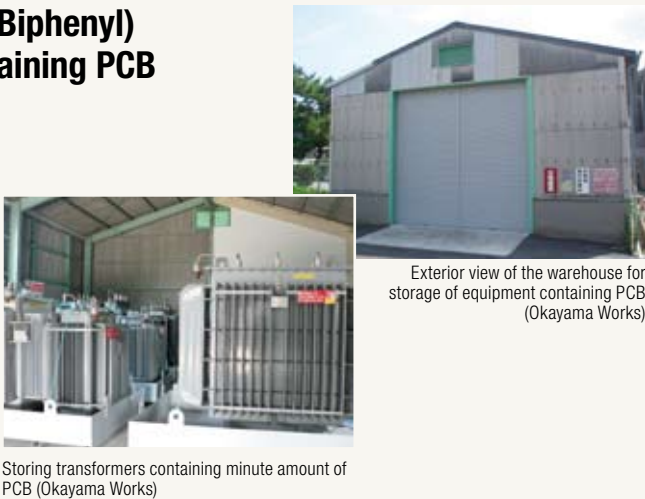 Biphenyl)
aining PCB
Exterior view of the warehouse for
storage of equipment containing PCB
(Okayama Works)
Storing transformers containing minute amount of
PCB (Okayama Works)